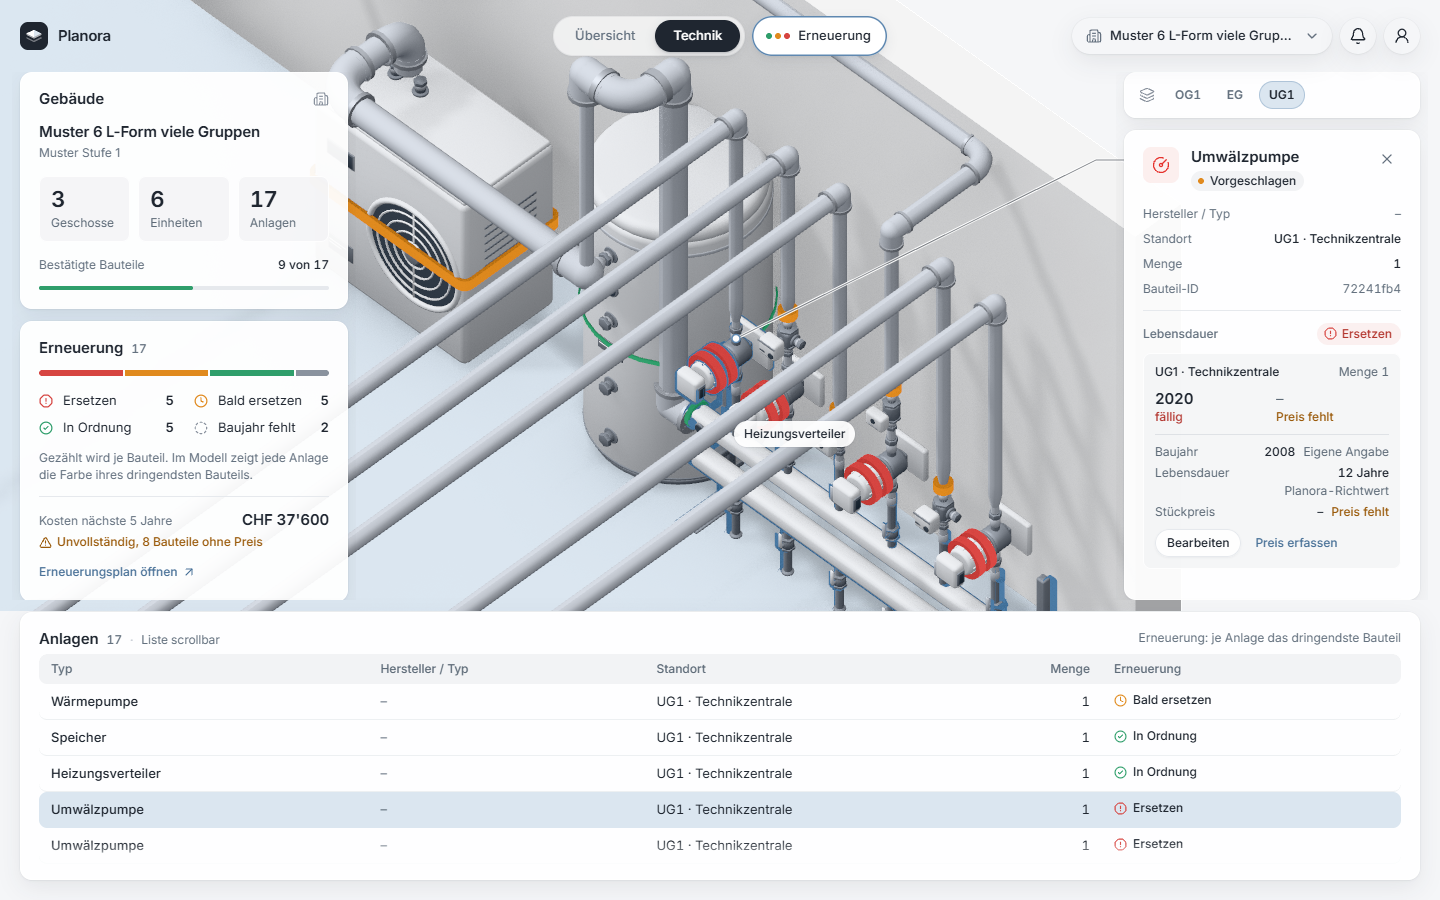 Planora
Übersicht
Technik
Erneuerung
Muster 6 L-Form viele Grup...
Gebäude
Muster 6 L-Form viele Gruppen
Muster Stufe 1
3
Geschosse
6
Einheiten
17
Anlagen
Bestätigte Bauteile 9 von 17
Erneuerung 17
Ersetzen 5
Bald ersetzen 5
In Ordnung 5
Baujahr fehlt 2
Gezählt wird je Bauteil. Im Modell zeigt jede Anlage
die Farbe ihres dringendsten Bauteils.
Kosten nächste 5 Jahre CHF 37'600
Unvollständig, 8 Bauteile ohne Preis
Erneuerungsplan öffnen
Heizungsverteiler
OG1 EG UG1
Umwälzpumpe
Vorgeschlagen
Hersteller / Typ –
Standort UG1 · Technikzentrale
Menge 1
Bauteil-ID 72241fb4
Lebensdauer Ersetzen
UG1 · Technikzentrale Menge 1
2020 –
fällig Preis fehlt
Baujahr 2008 Eigene Angabe
Lebensdauer 12 Jahre
Planora-Richtwert
Stückpreis – Preis fehlt
Bearbeiten Preis erfassen
Anlagen 17 · Liste scrollbar
Erneuerung: je Anlage das dringendste Bauteil
Typ Hersteller / Typ Standort Menge Erneuerung
Wärmepumpe – UG1 · Technikzentrale 1 Bald ersetzen
Speicher – UG1 · Technikzentrale 1 In Ordnung
Heizungsverteiler – UG1 · Technikzentrale 1 In Ordnung
Umwälzpumpe – UG1 · Technikzentrale 1 Ersetzen
Umwälzpumpe – UG1 · Technikzentrale 1 Ersetzen